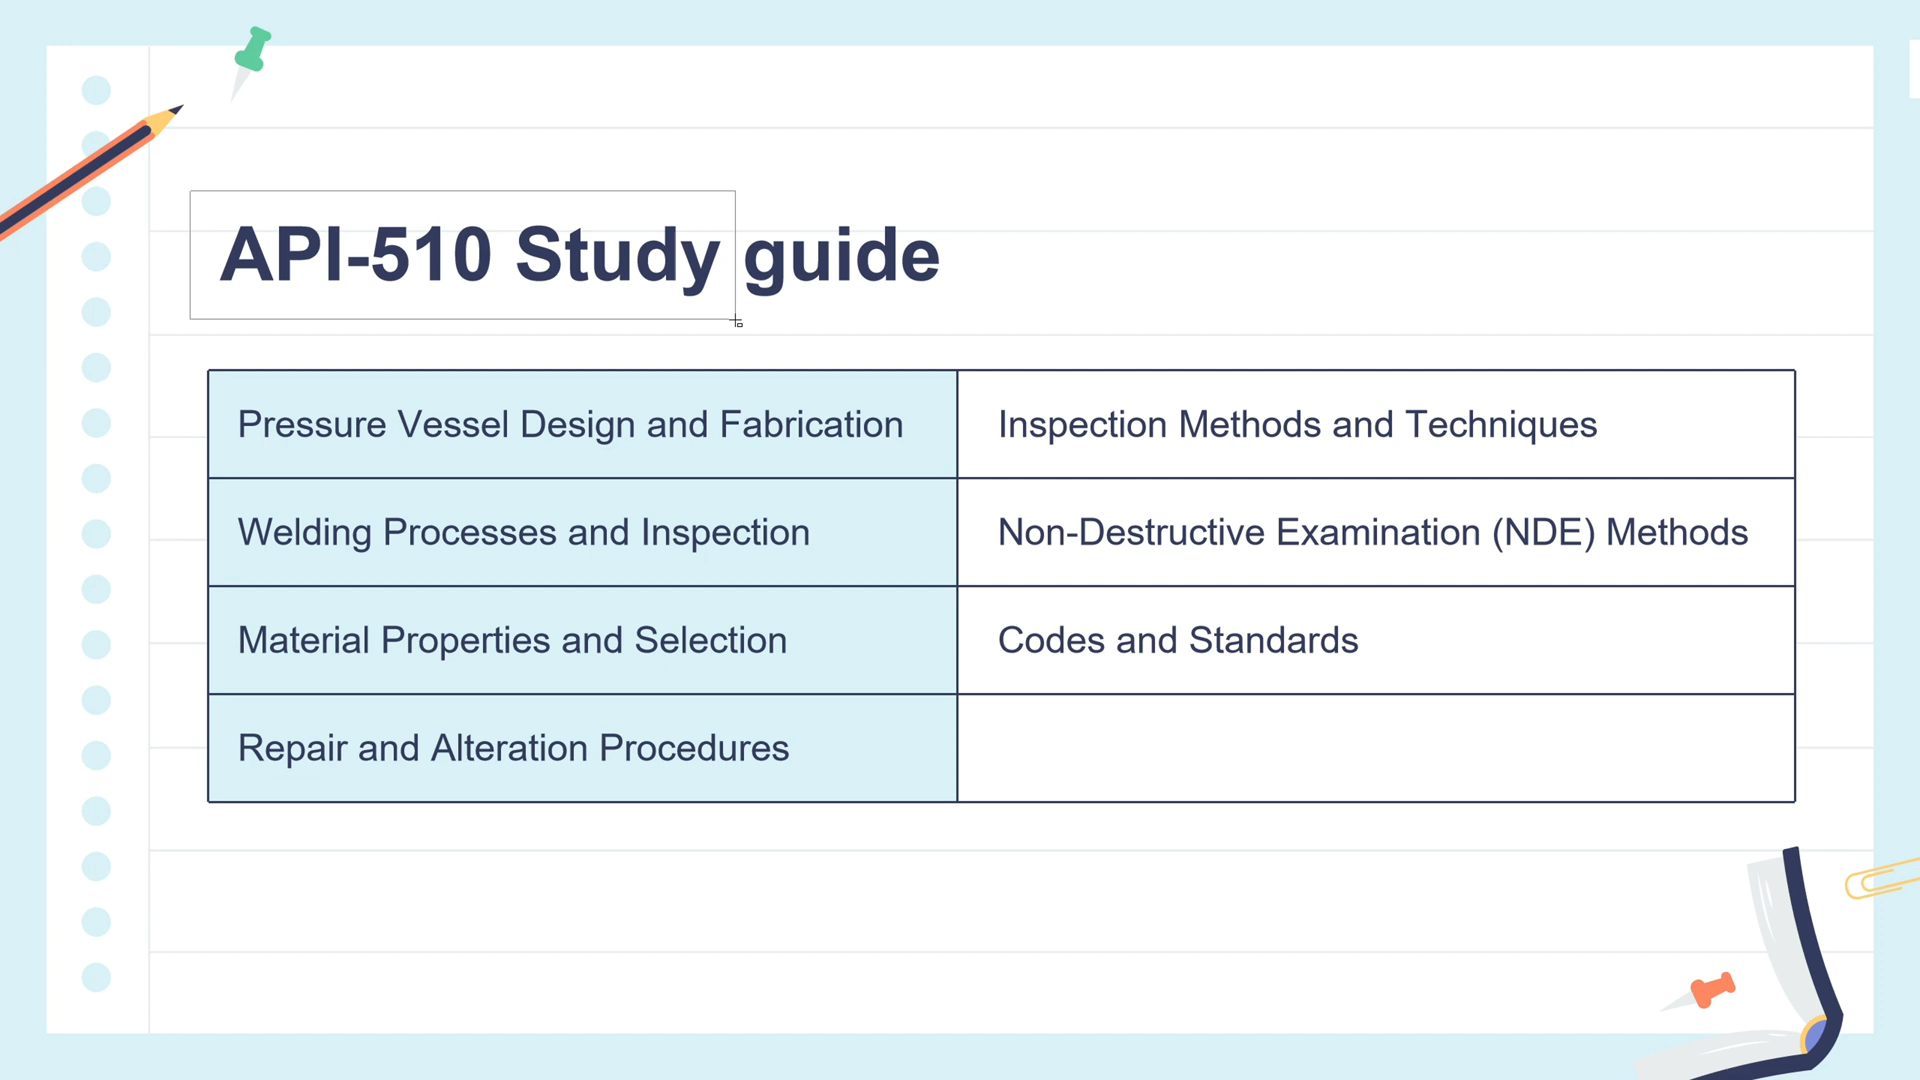 API-510 Study guide
Pressure Vessel Design and Fabrication
Inspection Methods and Techniques
Welding Processes and Inspection
Non-Destructive Examination (NDE) Methods
Material Properties and Selection
Codes and Standards
Repair and Alteration Procedures